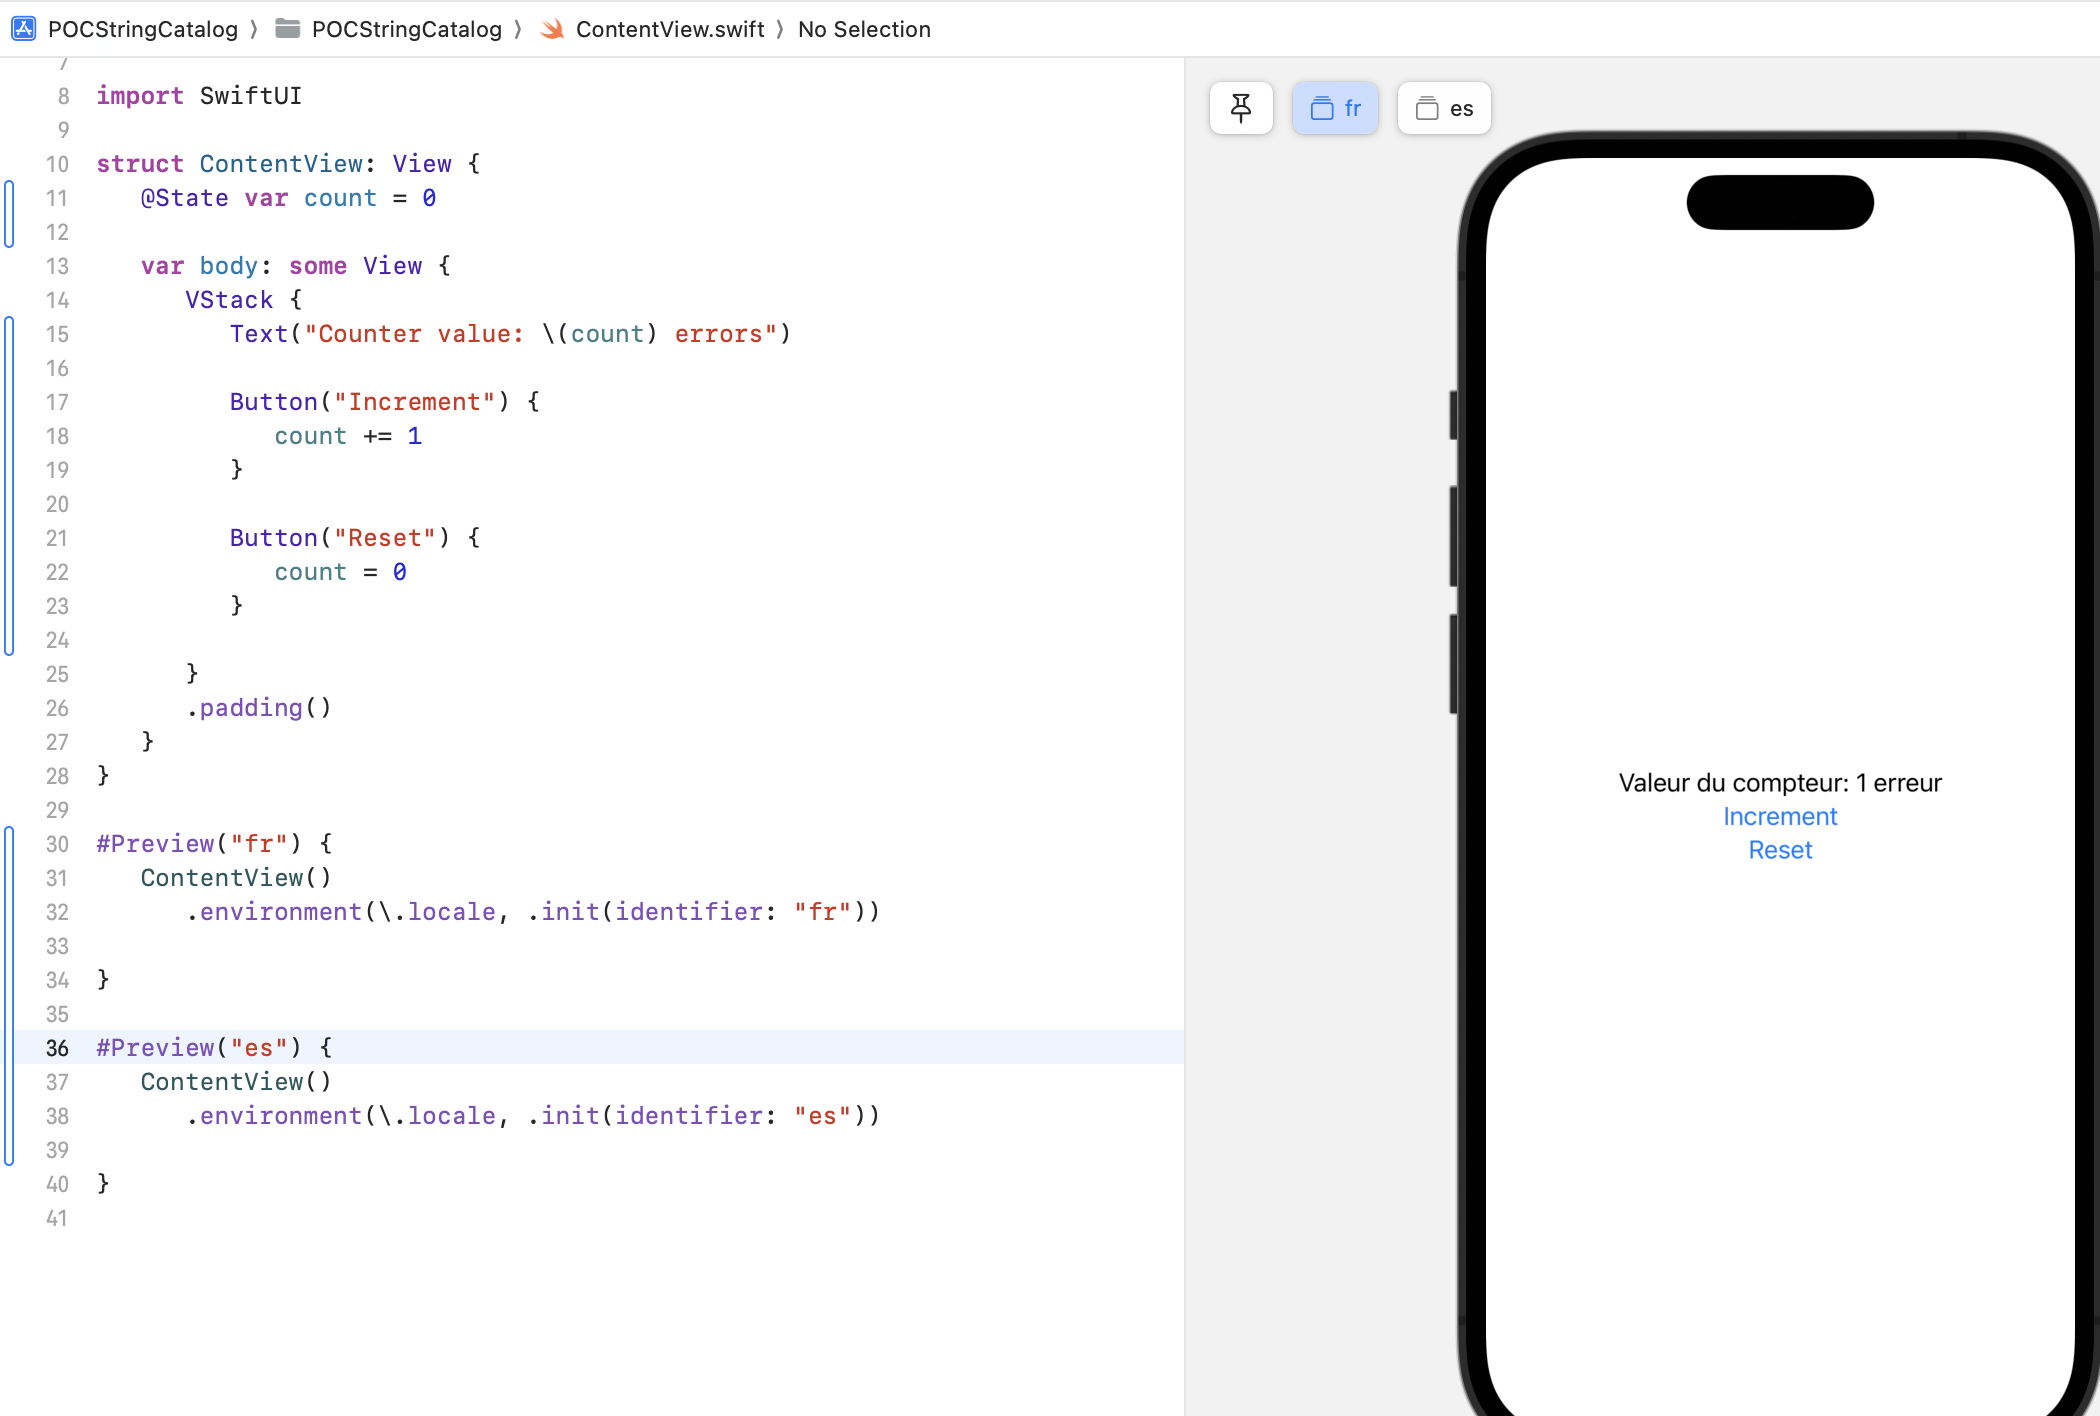 POCStringCatalog 〉 POCStringCatalog 〉 ContentView.swift 〉 No Selection
7
8 import SwiftUI
9
10 struct ContentView: View {
11    @State var count = 0
12
13    var body: some View {
14       VStack {
15          Text("Counter value: \(count) errors")
16
17          Button("Increment") {
18             count += 1
19          }
20
21          Button("Reset") {
22             count = 0
23          }
24
25       }
26       .padding()
27    }
28 }
29
30 #Preview("fr") {
31    ContentView()
32       .environment(\.locale, .init(identifier: "fr"))
33
34 }
35
36 #Preview("es") {
37    ContentView()
38       .environment(\.locale, .init(identifier: "es"))
39
40 }
41
fr
es
Valeur du compteur: 1 erreur
Increment
Reset